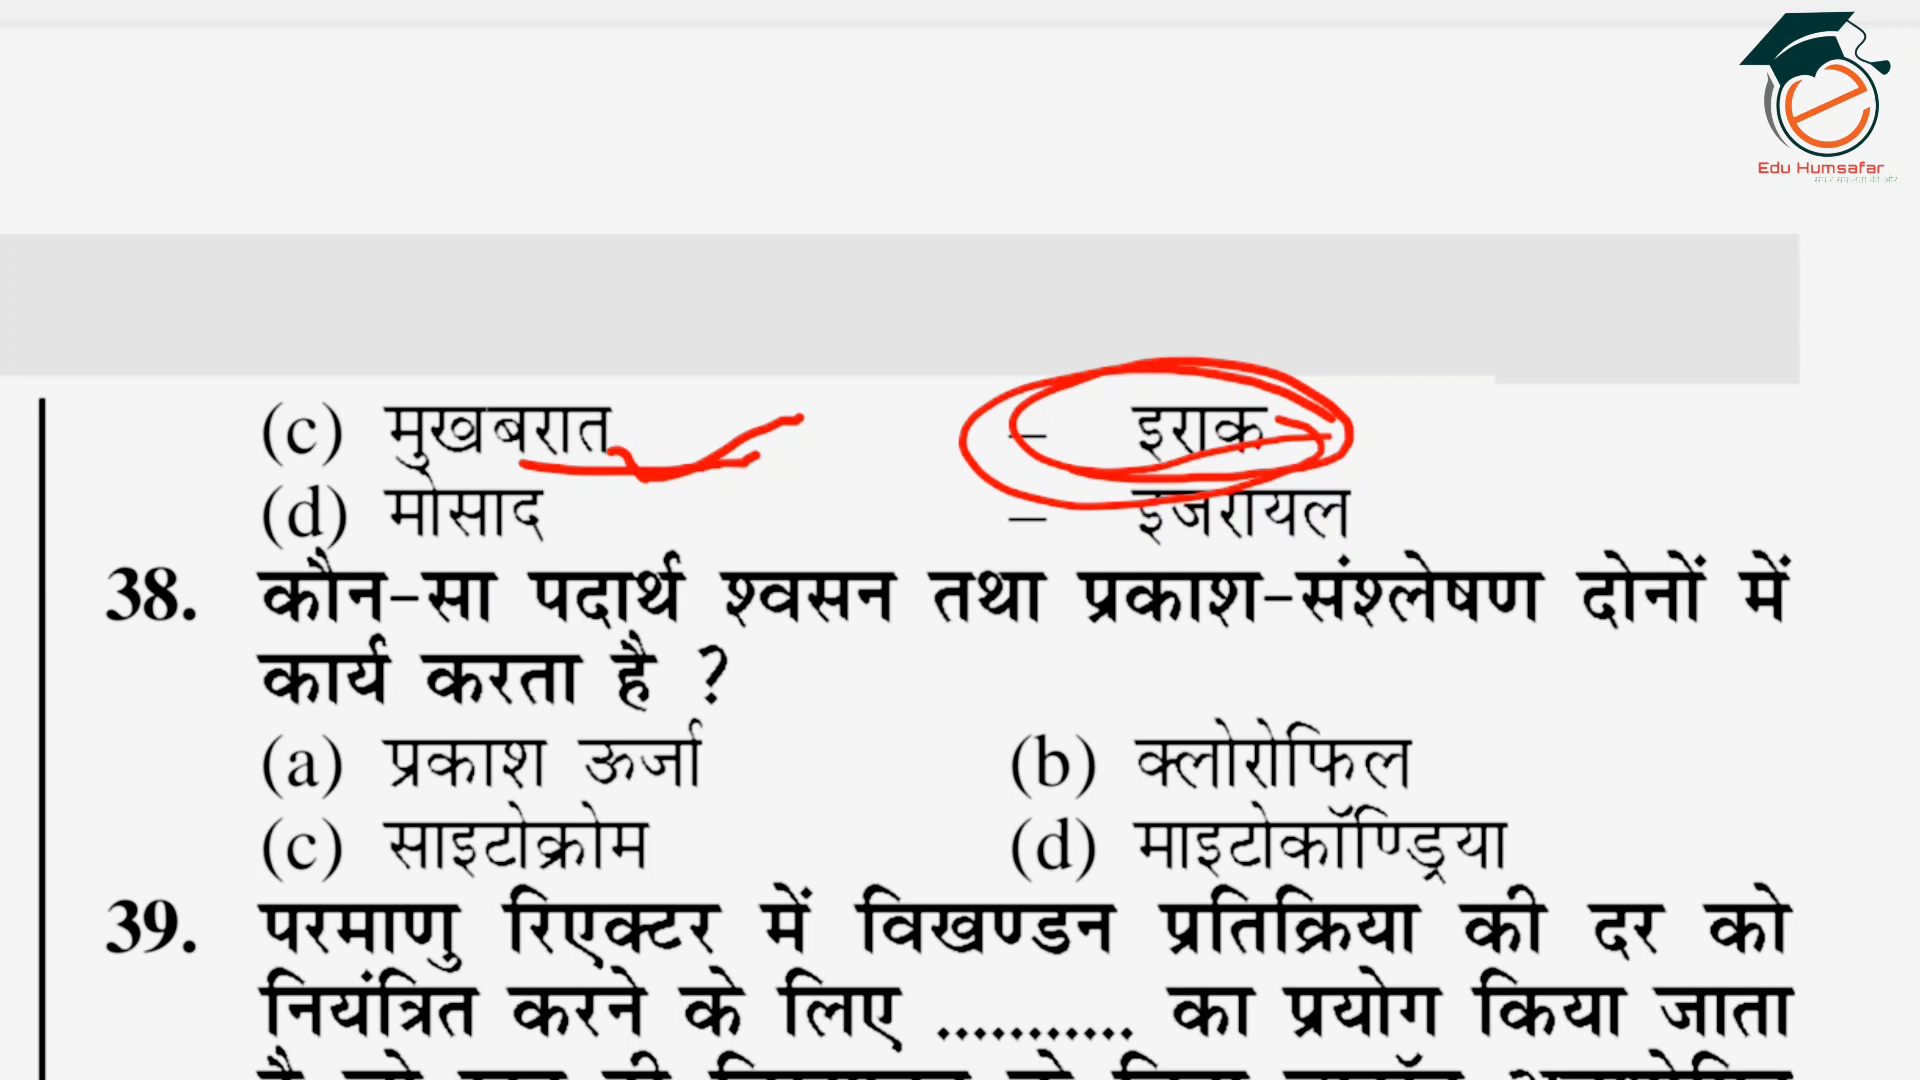 Edu Humsafar
(c) मुखबरात – इराक
(d) मोसाद – इजरायल
38. कौन-सा पदार्थ श्वसन तथा प्रकाश-संश्लेषण दोनों में
कार्य करता है ?
(a) प्रकाश ऊर्जा (b) क्लोरोफिल
(c) साइटोक्रोम (d) माइटोकॉण्ड्रिया
39. परमाणु रिएक्टर में विखण्डन प्रतिक्रिया की दर को
नियंत्रित करने के लिए ........... का प्रयोग किया जाता